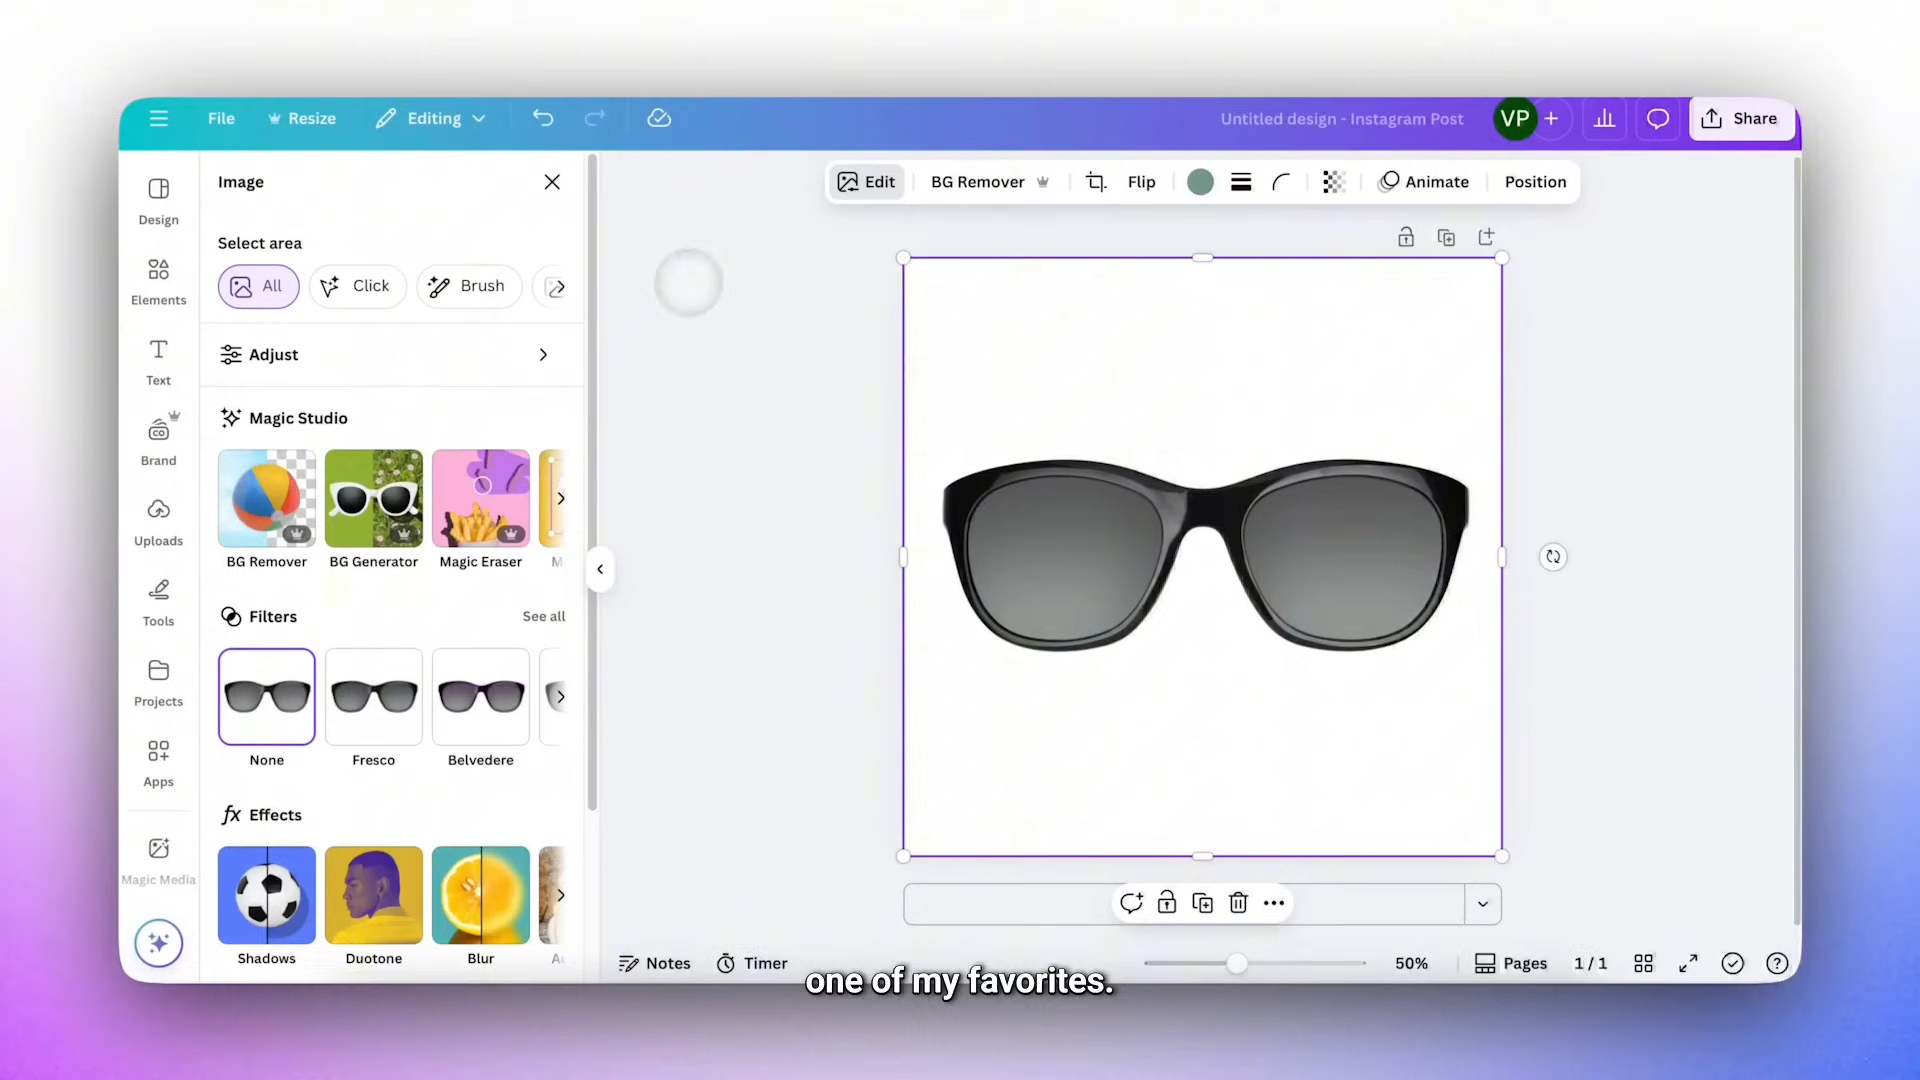 File
Resize
Editing
Untitled design - Instagram Post
VP
Share
Design
Elements
Text
Brand
CO
Uploads
Tools
Projects
Apps
Magic Media
Image
Select area
All
Click
Brush
Adjust
Magic Studio
BG Remover
BG Generator
Magic Eraser
M
Filters
See all
None
Fresco
Belvedere
fx Effects
Shadows
Duotone
Blur
Edit
BG Remover
Flip
Animate
Position
Notes
Timer
50%
Pages
1 / 1
one of my favorites.